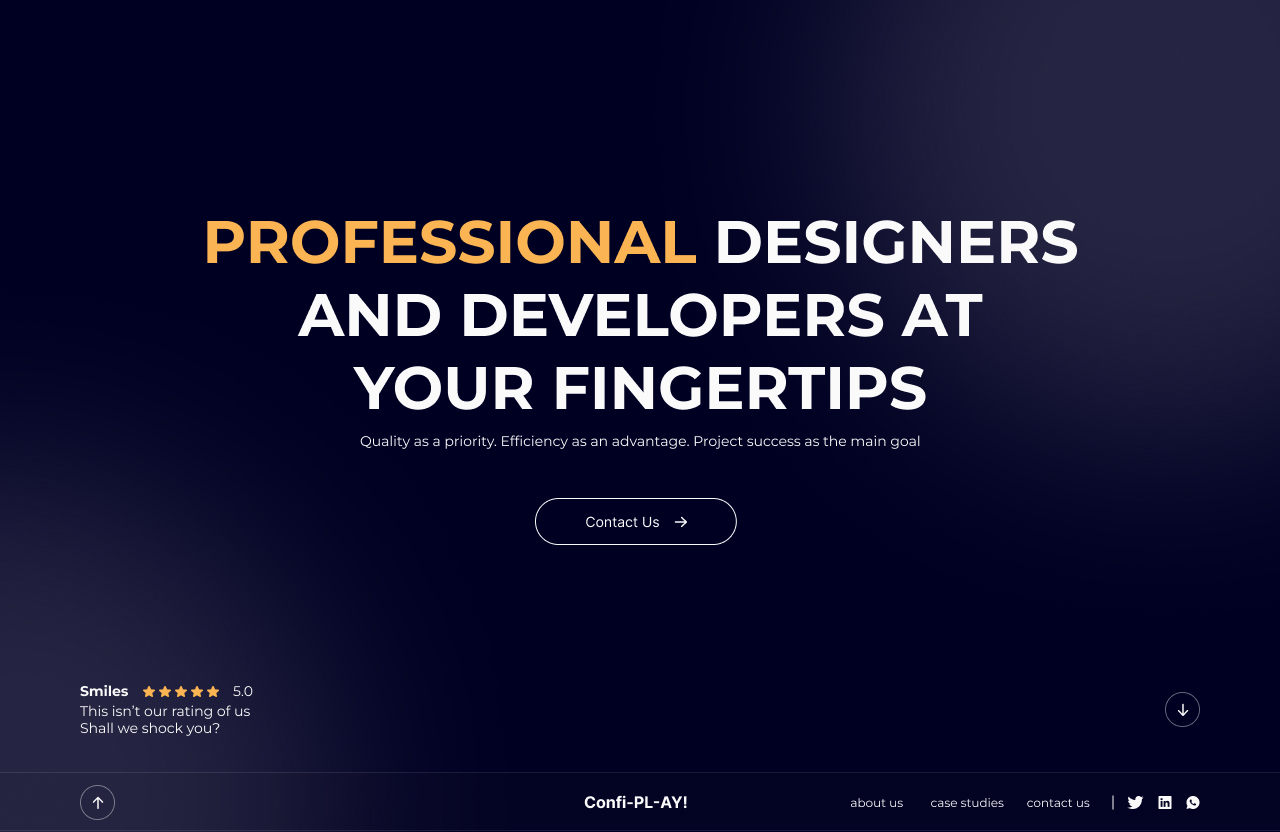 PROFESSIONAL DESIGNERS
AND DEVELOPERS AT
YOUR FINGERTIPS
Quality as a priority. Efficiency as an advantage. Project success as the main goal
Contact Us
Smiles 5.0
This isn’t our rating of us
Shall we shock you?
Confi-PL-AY! about us case studies contact us